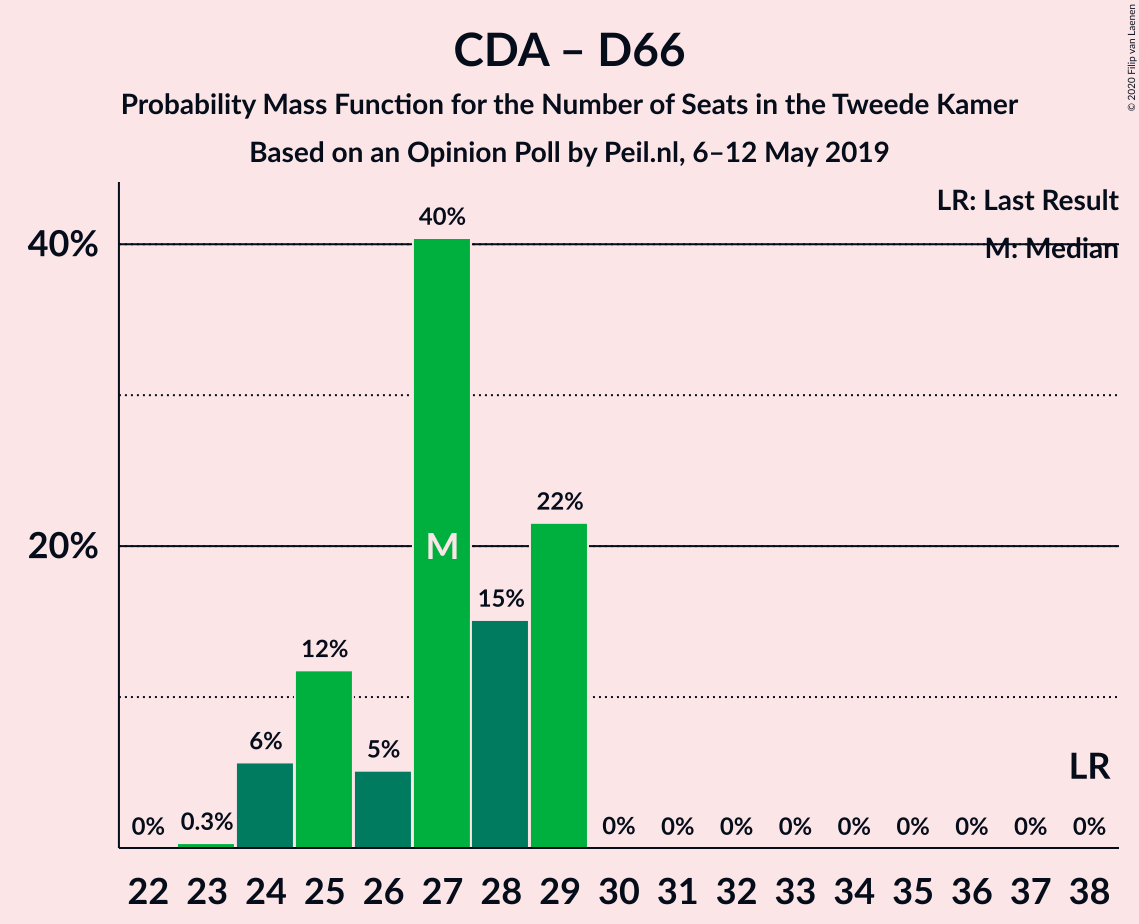 CDA – D66
Probability Mass Function for the Number of Seats in the Tweede Kamer
Based on an Opinion Poll by Peil.nl, 6–12 May 2019
© 2020 Filip van Laenen
LR: Last Result
M: Median
40%
20%
0%
0.3%
6%
12%
5%
40%
M
15%
22%
0%
0%
0%
0%
0%
0%
0%
0%
0%
LR
22 23 24 25 26 27 28 29 30 31 32 33 34 35 36 37 38